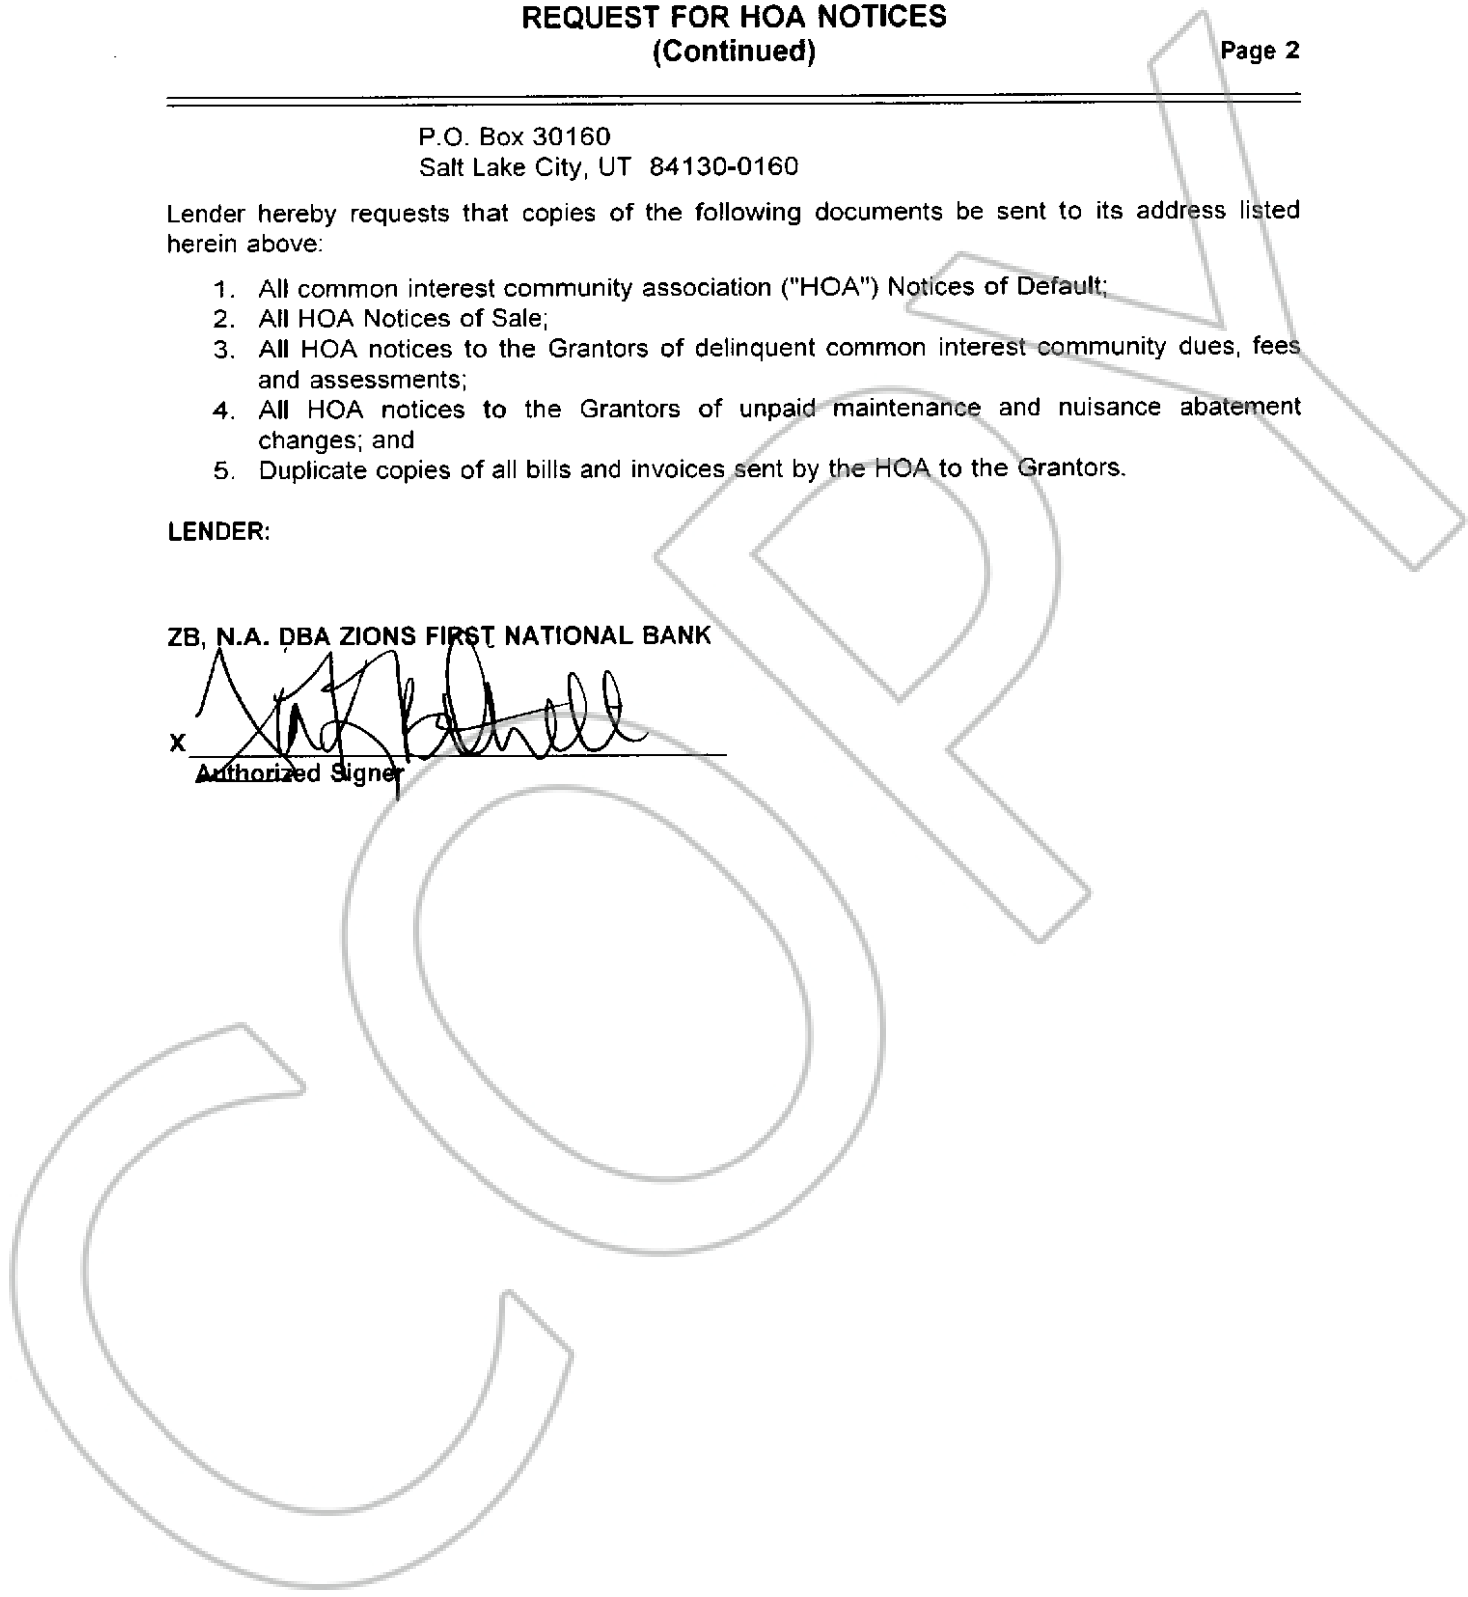 REQUEST FOR HOA NOTICES
(Continued)
Page 2
P.O. Box 30160
Salt Lake City, UT 84130-0160
Lender hereby requests that copies of the following documents be sent to its address listed
herein above:
1. All common interest community association ("HOA") Notices of Default;
2. All HOA Notices of Sale;
3. All HOA notices to the Grantors of delinquent common interest community dues, fees
and assessments;
4. All HOA notices to the Grantors of unpaid maintenance and nuisance abatement
changes; and
5. Duplicate copies of all bills and invoices sent by the HOA to the Grantors.
LENDER:
ZB, N.A. DBA ZIONS FIRST NATIONAL BANK
X
Authorized Signer
COPY